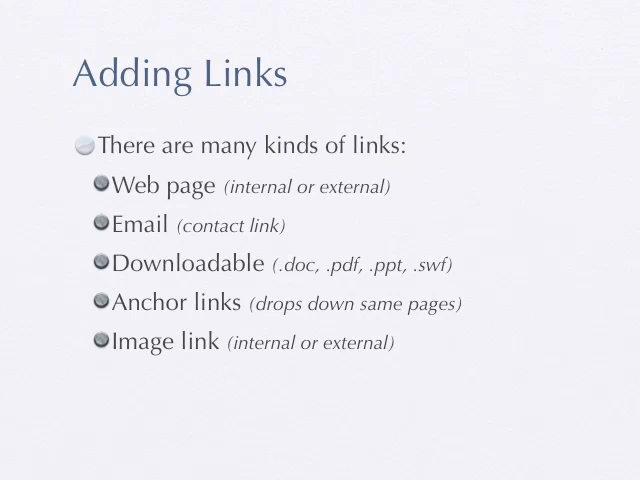 Adding Links
There are many kinds of links:
Web page (internal or external)
Email (contact link)
Downloadable (.doc, .pdf, .ppt, .swf)
Anchor links (drops down same pages)
Image link (internal or external)